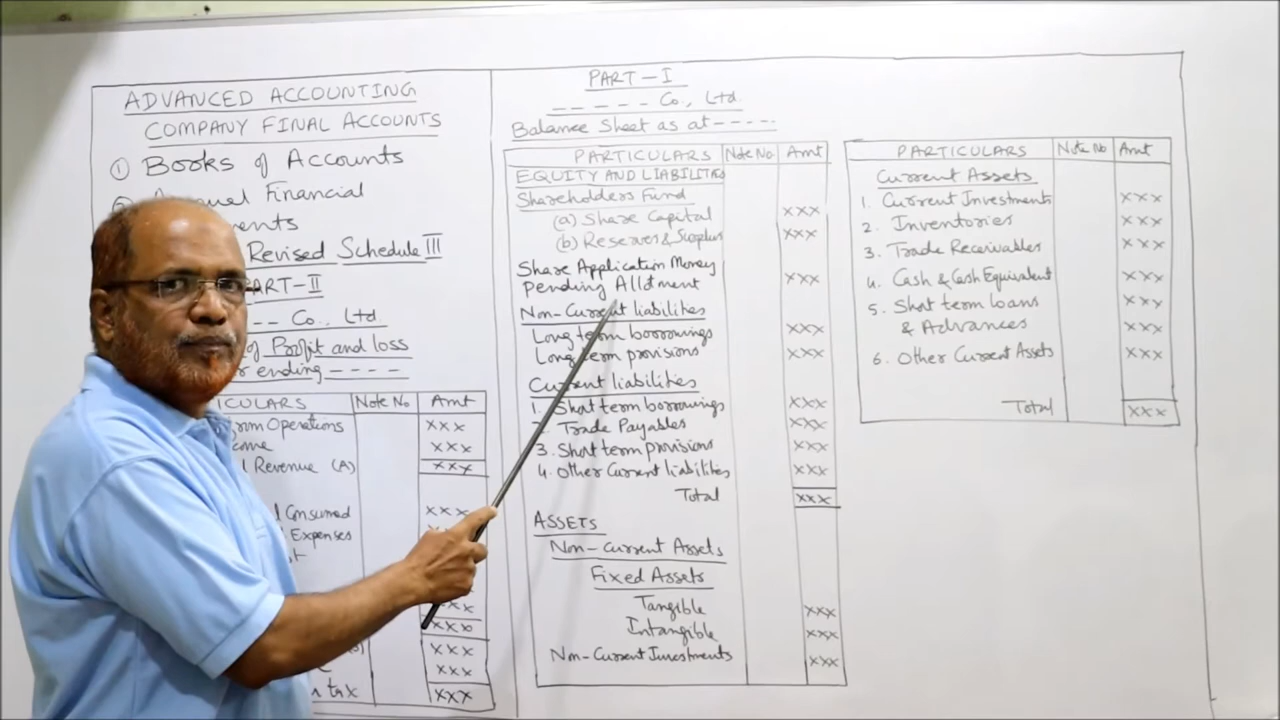 ADVANCED ACCOUNTING
COMPANY FINAL ACCOUNTS
① Books of Accounts
Financial
Revised Schedule III
PART-II
-- Co., Ltd.
of Profit and loss
ending ----
Note No Amt
Operations xxx
xxx
Revenue (A) xxx
Consumed xxx
Expenses
xxx
xxx
xxx
tax xxx
PART-I
----- Co., Ltd.
Balance Sheet as at -----
PARTICULARS Note No. Amt
EQUITY AND LIABILITIES
Shareholders Fund
(a) Share Capital xxx
(b) Reserves & Surplus xxx
Share Application Money
Pending Allotment xxx
Non-Current liabilities
Long term borrowings xxx
Long term provisions xxx
Current liabilities
1. Short term borrowings xxx
Trade Payables xxx
3. Short term provisions xxx
4. Other Current liabilities xxx
Total xxx
ASSETS
Non-Current Assets
Fixed Assets
Tangible xxx
Intangible xxx
Non-Current Investments xxx
PARTICULARS Note No Amt
Current Assets
1. Current Investments xxx
2. Inventories xxx
3. Trade Receivables xxx
4. Cash & Cash Equivalent xxx
5. Short term loans xxx
& Advances xxx
6. Other Current Assets xxx
Total xxx